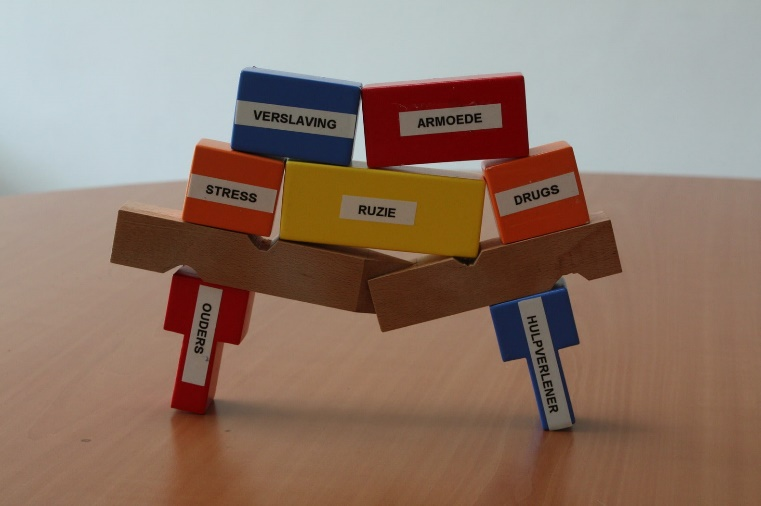 VERSLAVING
ARMOEDE
STRESS
RUZIE
DRUGS
OUDERS
HULPVERLENER